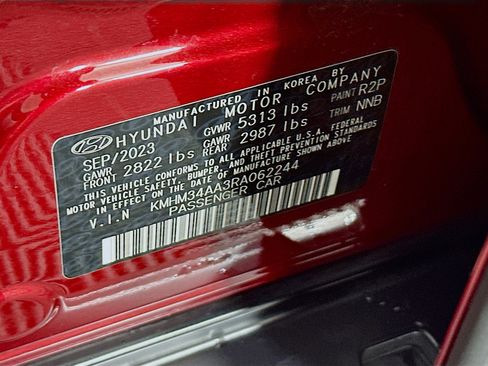 MANUFACTURED IN KOREA BY
HYUNDAI MOTOR COMPANY
SEP/2023 GVWR 5313 lbs PAINT R2P
GAWR FRONT 2822 lbs GAWR REAR 2987 lbs TRIM NNB
THIS VEHICLE CONFORMS TO ALL APPLICABLE U.S.A. FEDERAL
MOTOR VEHICLE SAFETY, BUMPER, AND THEFT PREVENTION STANDARDS
IN EFFECT ON THE DATE OF MANUFACTURE SHOWN ABOVE.
V.I.N KMHM34AA3RA062244
PASSENGER CAR